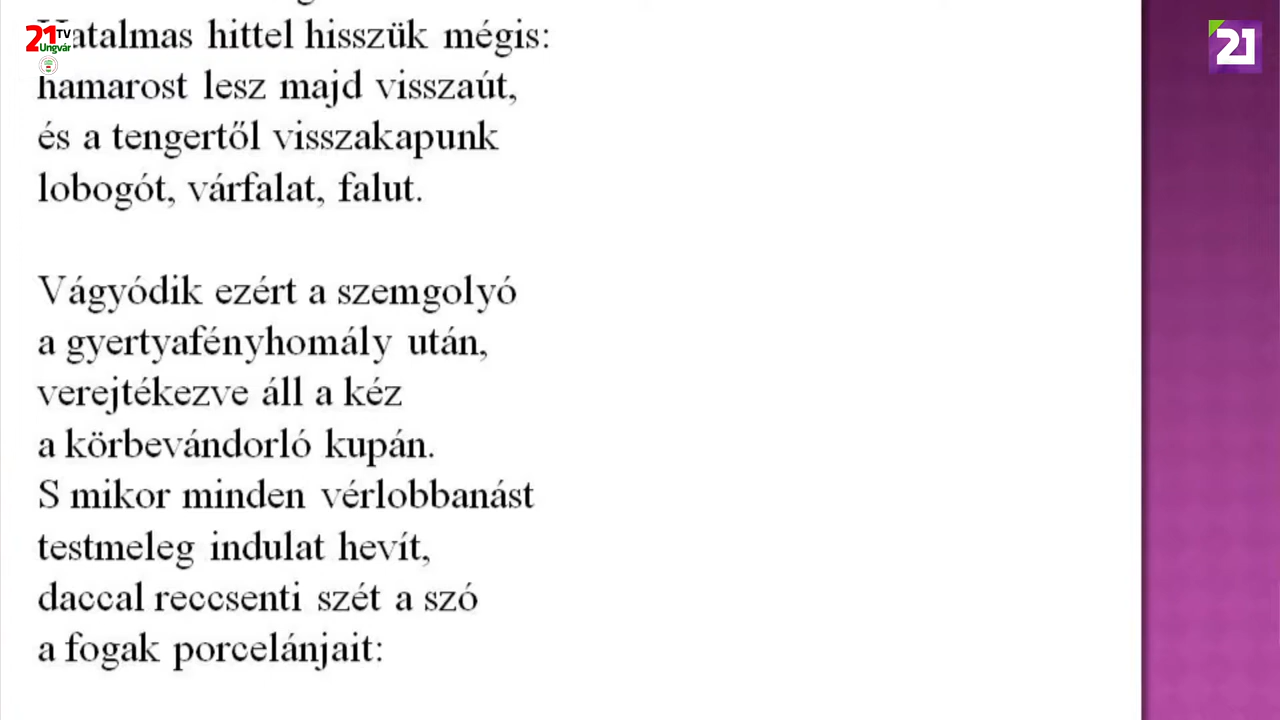 21 TV
Ungvár
21
hittel hisszük mégis:
hamarost lesz majd visszaút,
és a tengertől visszakapunk
lobogót, várfalat, falut.
Vágyódik ezért a szemgolyó
a gyertyafényhomály után,
verejtékezve áll a kéz
a körbevándorló kupán.
S mikor minden vérlobbanást
testmeleg indulat hevít,
daccal reccsenti szét a szó
a fogak porcelánjait: